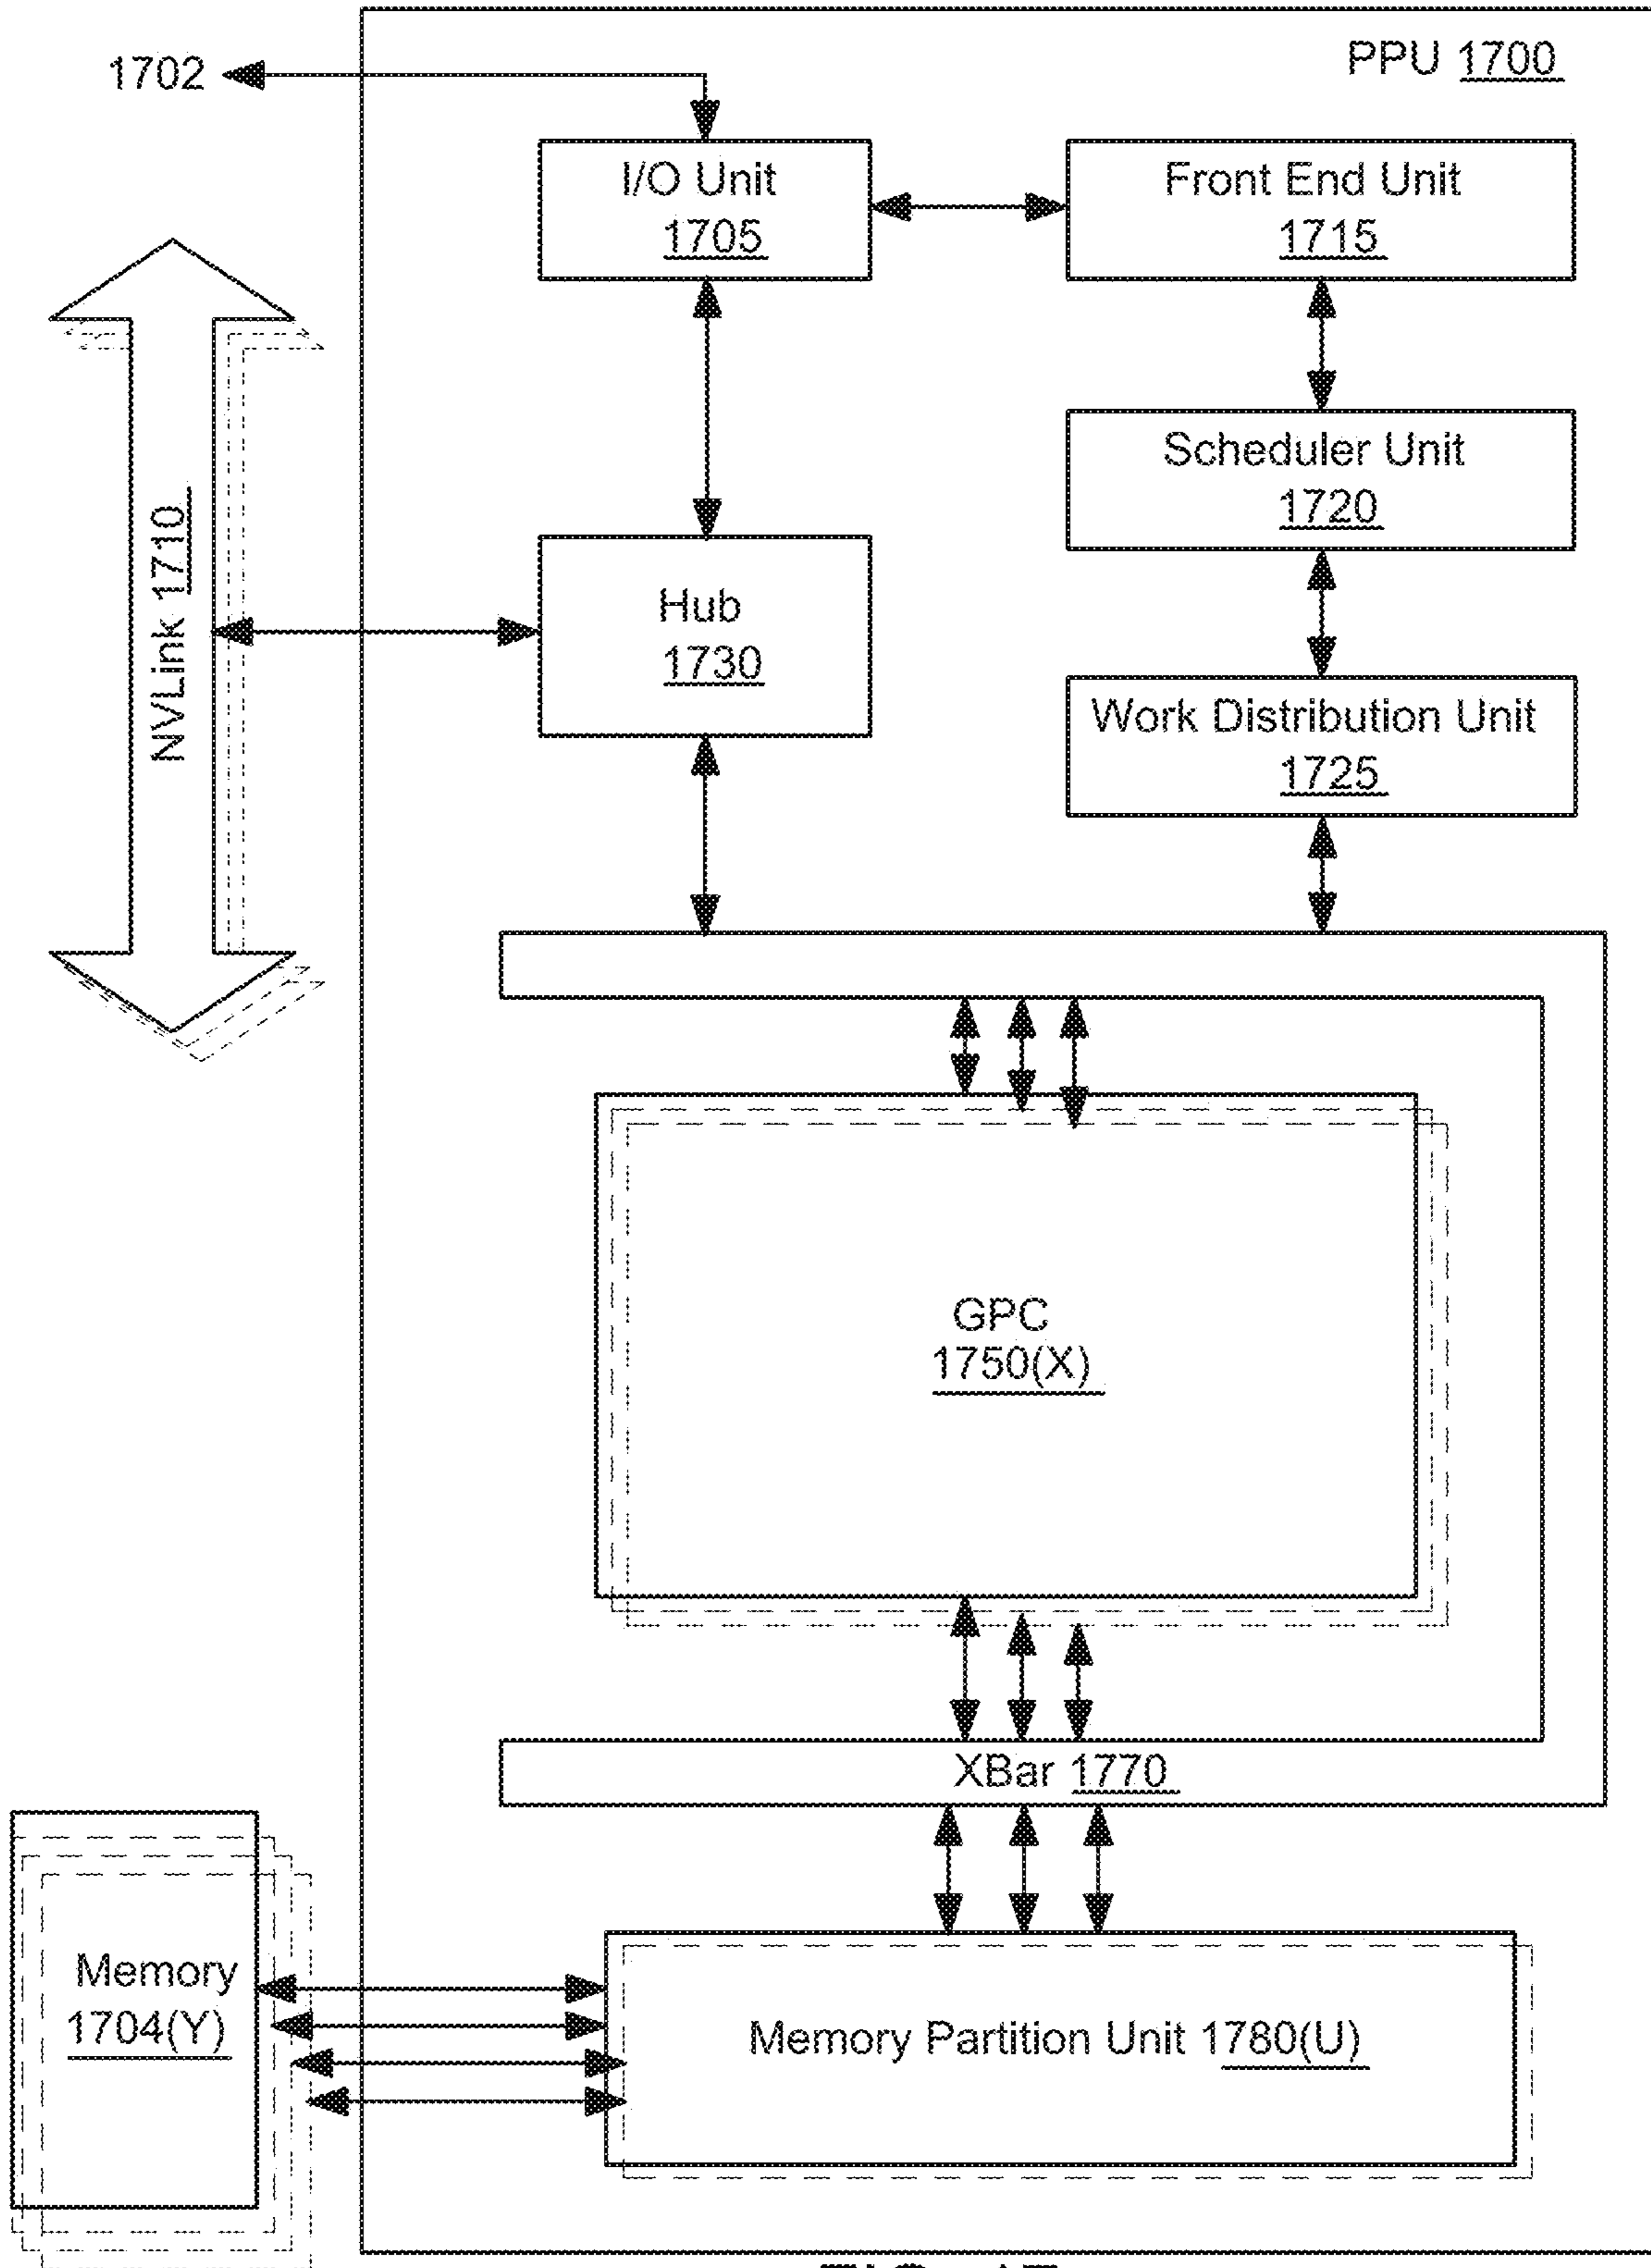 PPU 1700
1702
I/O Unit
1705
Front End Unit
1715
Scheduler Unit
1720
NVLink 1710
Hub
1730
Work Distribution Unit
1725
GPC
1750(X)
XBar 1770
Memory
1704(Y)
Memory Partition Unit 1780(U)